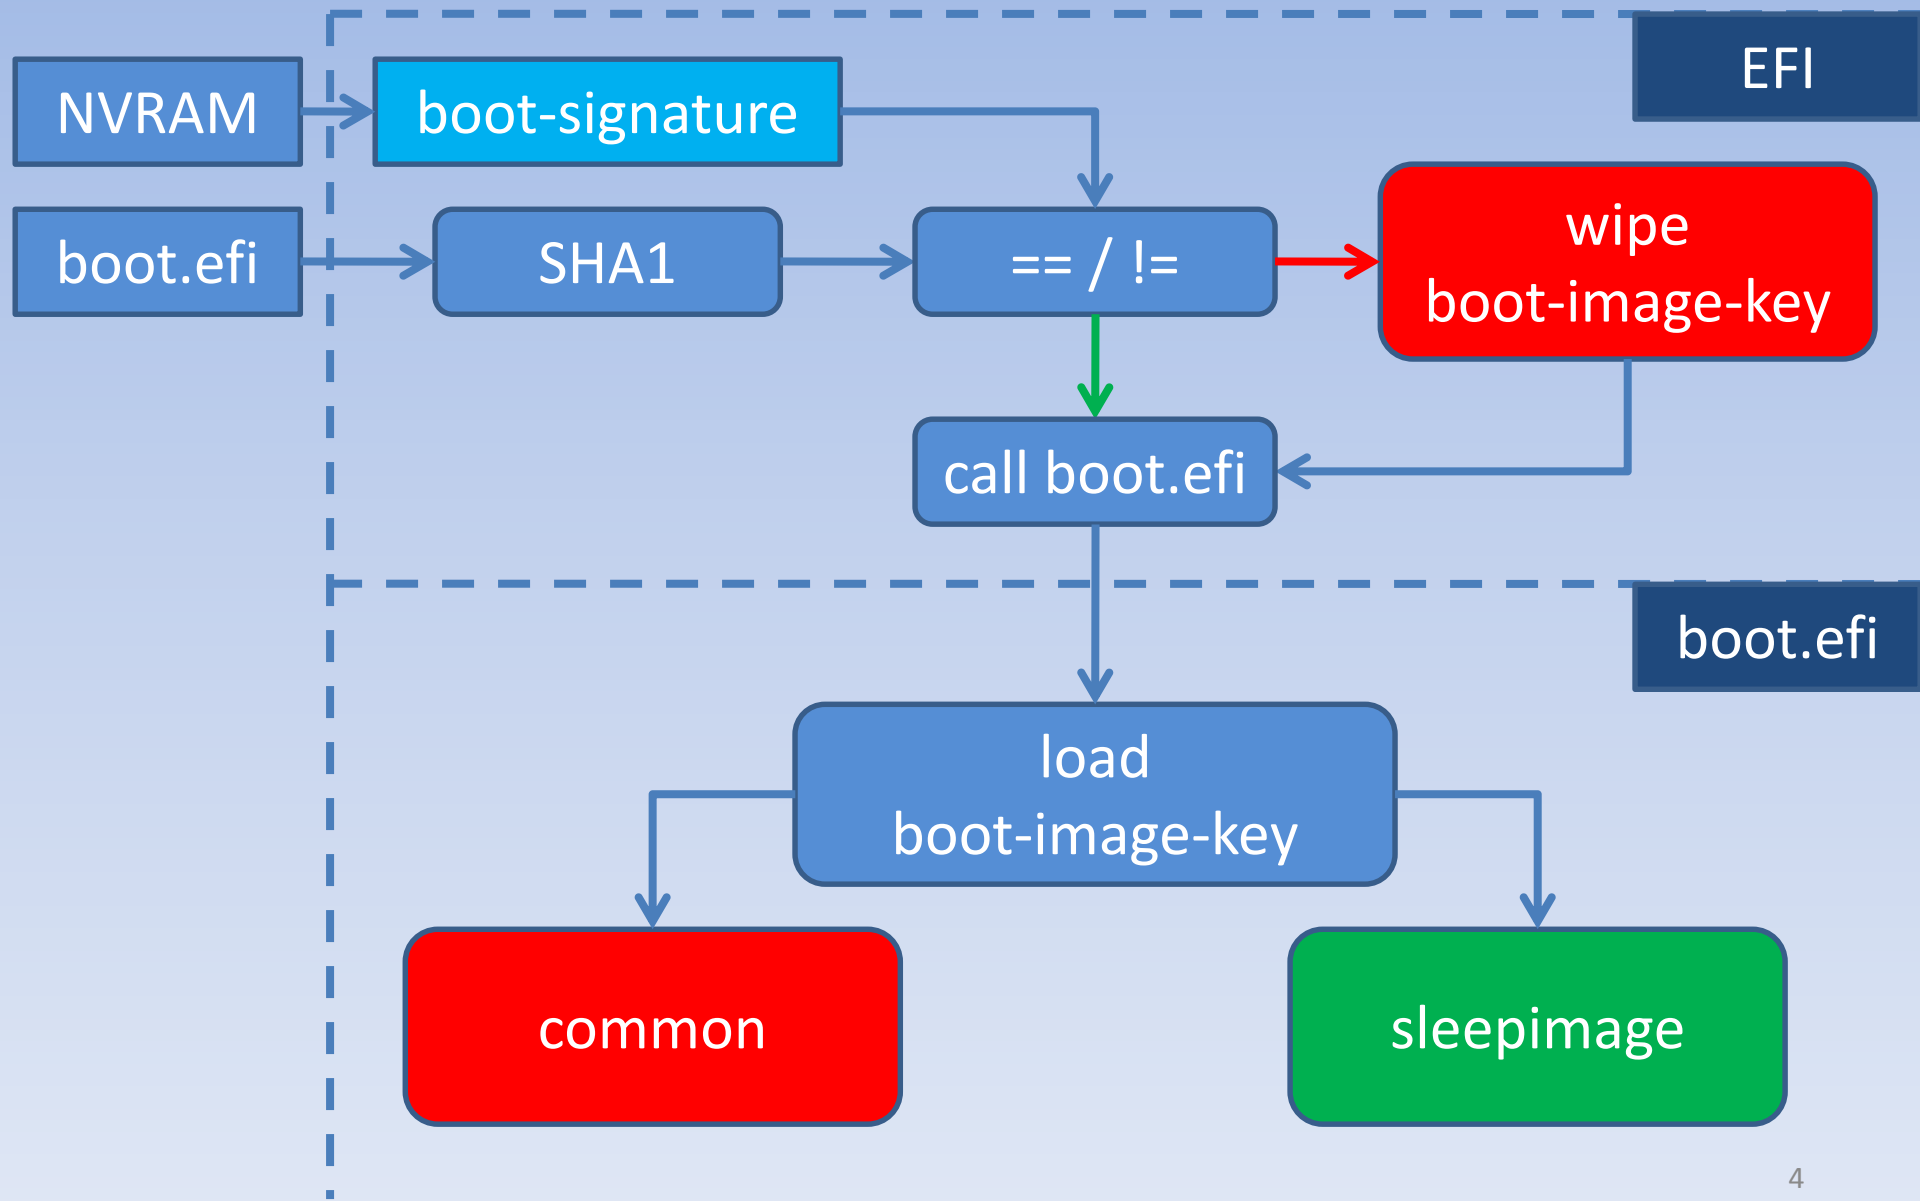 EFI
NVRAM
boot-signature
boot.efi
SHA1
== / !=
wipe
boot-image-key
call boot.efi
boot.efi
load
boot-image-key
common
sleepimage
4